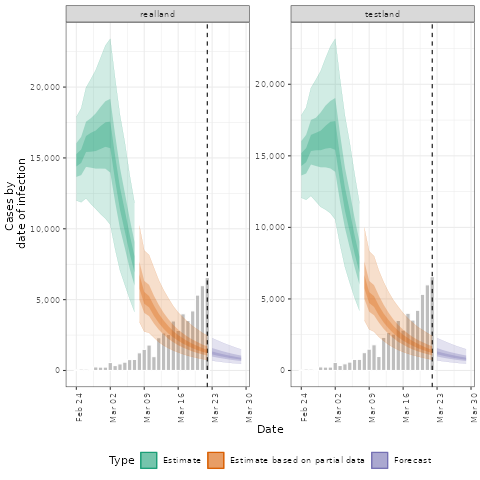 realland
testland
Cases by
date of infection
20,000
15,000
10,000
5,000
0
20,000
15,000
10,000
5,000
0
Feb 24
Mar 02
Mar 09
Mar 16
Mar 23
Mar 30
Feb 24
Mar 02
Mar 09
Mar 16
Mar 23
Mar 30
Date
Type
Estimate
Estimate based on partial data
Forecast